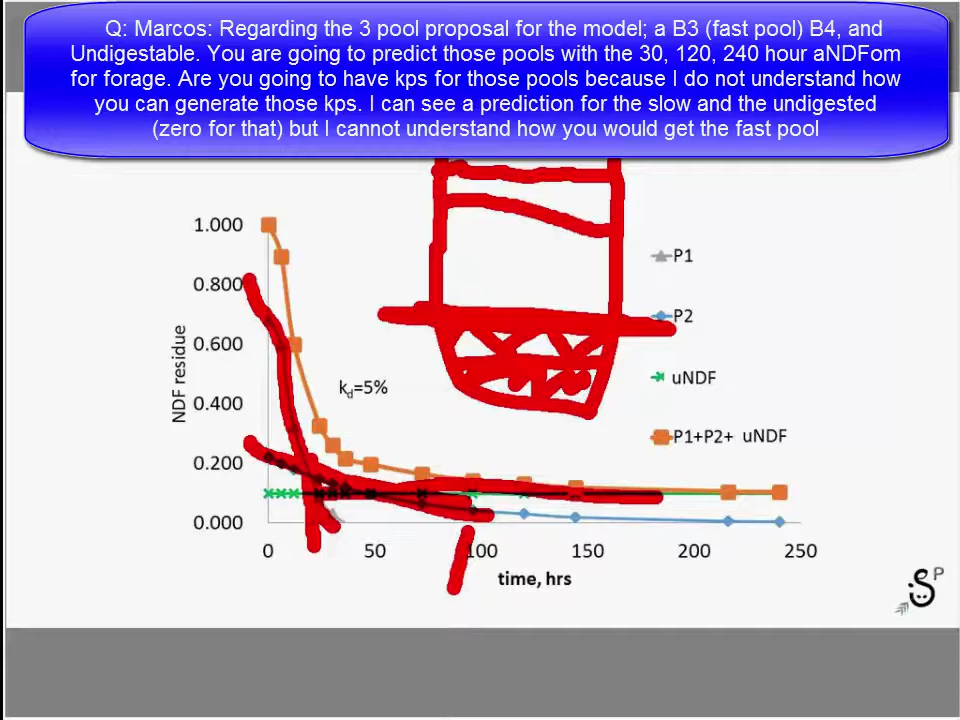 Q: Marcos: Regarding the 3 pool proposal for the model; a B3 (fast pool) B4, and
Undigestable. You are going to predict those pools with the 30, 120, 240 hour aNDFom
for forage. Are you going to have kps for those pools because I do not understand how
you can generate those kps. I can see a prediction for the slow and the undigested
(zero for that) but I cannot understand how you would get the fast pool
1.000
0.800
0.600
0.400
0.200
0.000
NDF residue
kd=5%
P1
P2
uNDF
P1+P2+ uNDF
0 50 100 150 200 250
time, hrs
S P